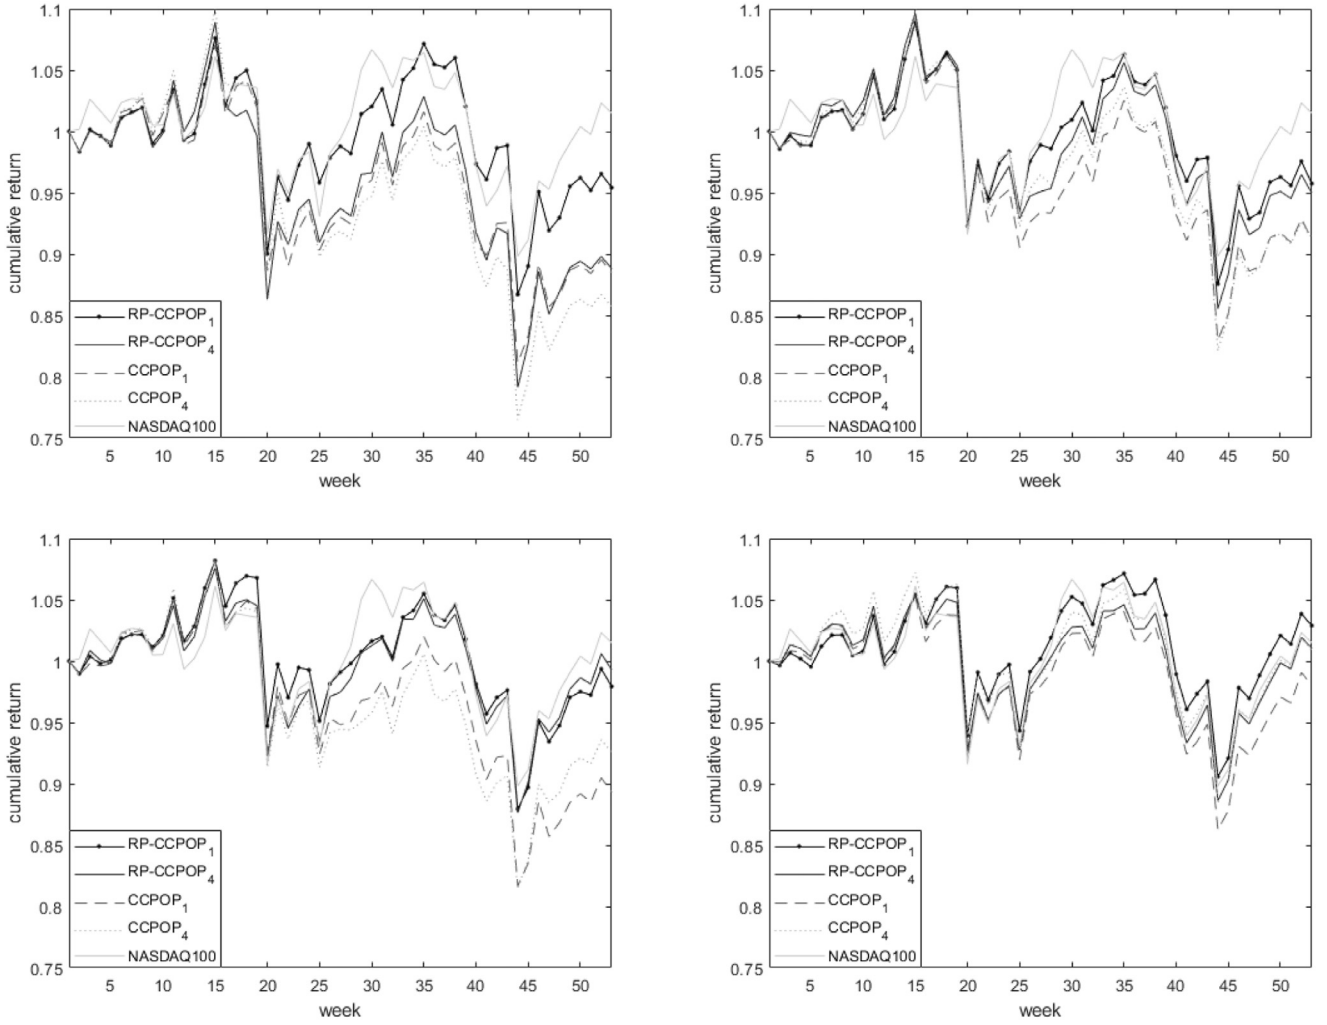 1.1
1.05
1
0.95
0.9
0.85
0.8
0.75
cumulative return
RP-CCPOP1
RP-CCPOP4
CCPOP1
CCPOP4
NASDAQ100
5 10 15 20 25 30 35 40 45 50
week
1.1
1.05
1
0.95
0.9
0.85
0.8
0.75
cumulative return
RP-CCPOP1
RP-CCPOP4
CCPOP1
CCPOP4
NASDAQ100
5 10 15 20 25 30 35 40 45 50
week
1.1
1.05
1
0.95
0.9
0.85
0.8
0.75
cumulative return
RP-CCPOP1
RP-CCPOP4
CCPOP1
CCPOP4
NASDAQ100
5 10 15 20 25 30 35 40 45 50
week
1.1
1.05
1
0.95
0.9
0.85
0.8
0.75
cumulative return
RP-CCPOP1
RP-CCPOP4
CCPOP1
CCPOP4
NASDAQ100
5 10 15 20 25 30 35 40 45 50
week